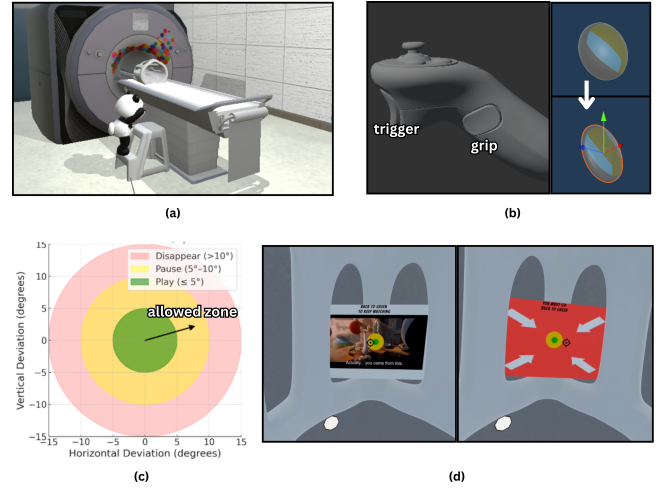 (a)
trigger
grip
(b)
15
10
5
0
−5
−10
−15
Vertical Deviation (degrees)
−15
−10
−5
0
5
10
15
Horizontal Deviation (degrees)
Disappear (>10°)
Pause (5°–10°)
Play (≤ 5°)
allowed zone
(c)
BACK TO GREEN
TO KEEP WATCHING
Actually... you came from this.
YOU MUST GO
BACK TO GREEN
(d)